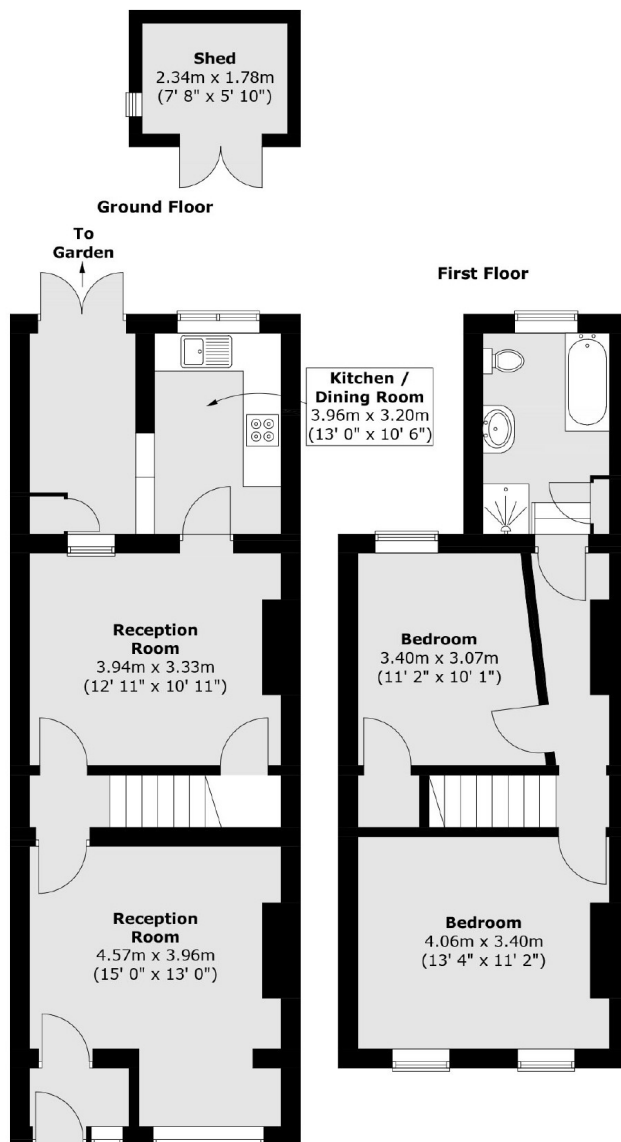 Shed
2.34m x 1.78m
(7' 8" x 5' 10")
Ground Floor
To
Garden
First Floor
Kitchen /
Dining Room
3.96m x 3.20m
(13' 0" x 10' 6")
Reception
Room
3.94m x 3.33m
(12' 11" x 10' 11")
Bedroom
3.40m x 3.07m
(11' 2" x 10' 1")
Reception
Room
4.57m x 3.96m
(15' 0" x 13' 0")
Bedroom
4.06m x 3.40m
(13' 4" x 11' 2")